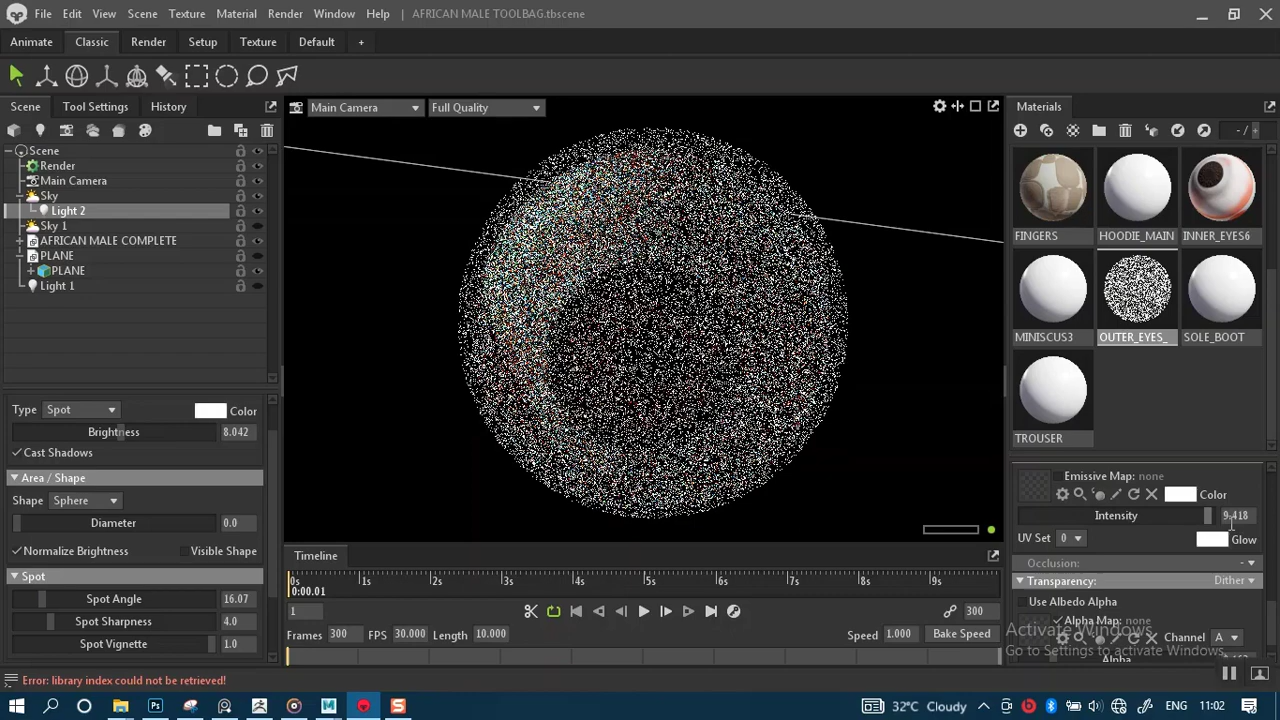 File Edit View Scene Texture Material Render Window Help AFRICAN MALE TOOLBAG.tbscene
Animate Classic Render Setup Texture Default +
Scene Tool Settings History
Main Camera Full Quality
Materials
Scene
Render
Main Camera
Sky
Light 2
Sky 1
AFRICAN MALE COMPLETE
PLANE
PLANE
Light 1
Type Spot Color
Brightness 8.042
Cast Shadows
Area / Shape
Shape Sphere
Diameter 0.0
Normalize Brightness Visible Shape
Spot
Spot Angle 16.07
Spot Sharpness 4.0
Spot Vignette 1.0
FINGERS HOODIE_MAIN INNER_EYES6
MINISCUS3 OUTER_EYES_ SOLE_BOOT
TROUSER
Emissive Map: none
Color
Intensity 9.418
UV Set 0 Glow
Occlusion: -
Transparency: Dither
Use Albedo Alpha
Alpha Map: none
Channel A
Alpha
Activate Windows
Go to Settings to activate Windows.
Timeline
0s 1s 2s 3s 4s 5s 6s 7s 8s 9s
0:00.01
1 300
Frames 300 FPS 30.000 Length 10.000 Speed 1.000 Bake Speed
Error: library index could not be retrieved!
32°C Cloudy ENG 11:02